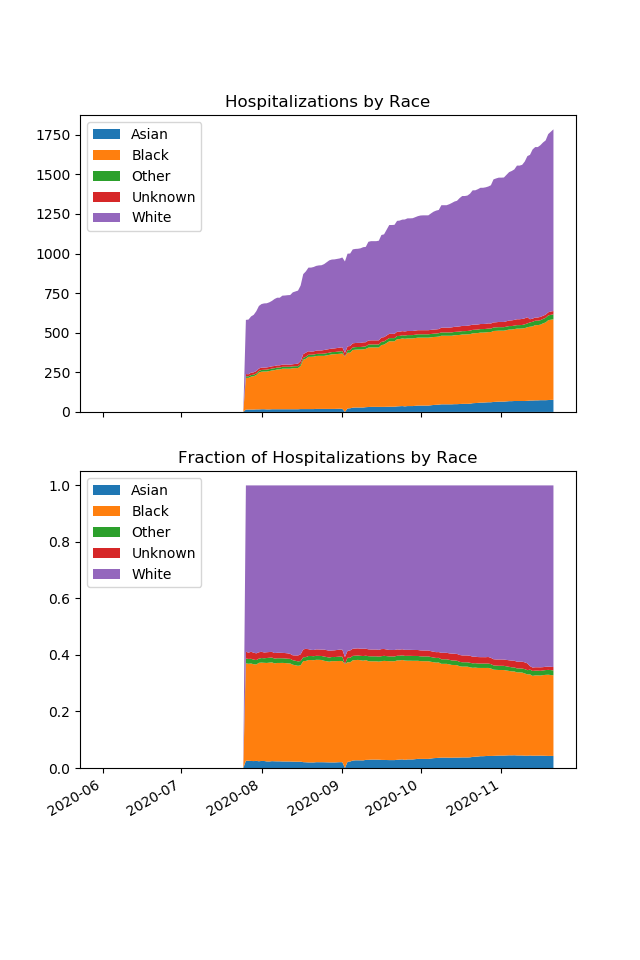 Hospitalizations by Race
1750
1500
1250
1000
750
500
250
0
Asian
Black
Other
Unknown
White
Fraction of Hospitalizations by Race
1.0
0.8
0.6
0.4
0.2
0.0
Asian
Black
Other
Unknown
White
2020-06
2020-07
2020-08
2020-09
2020-10
2020-11